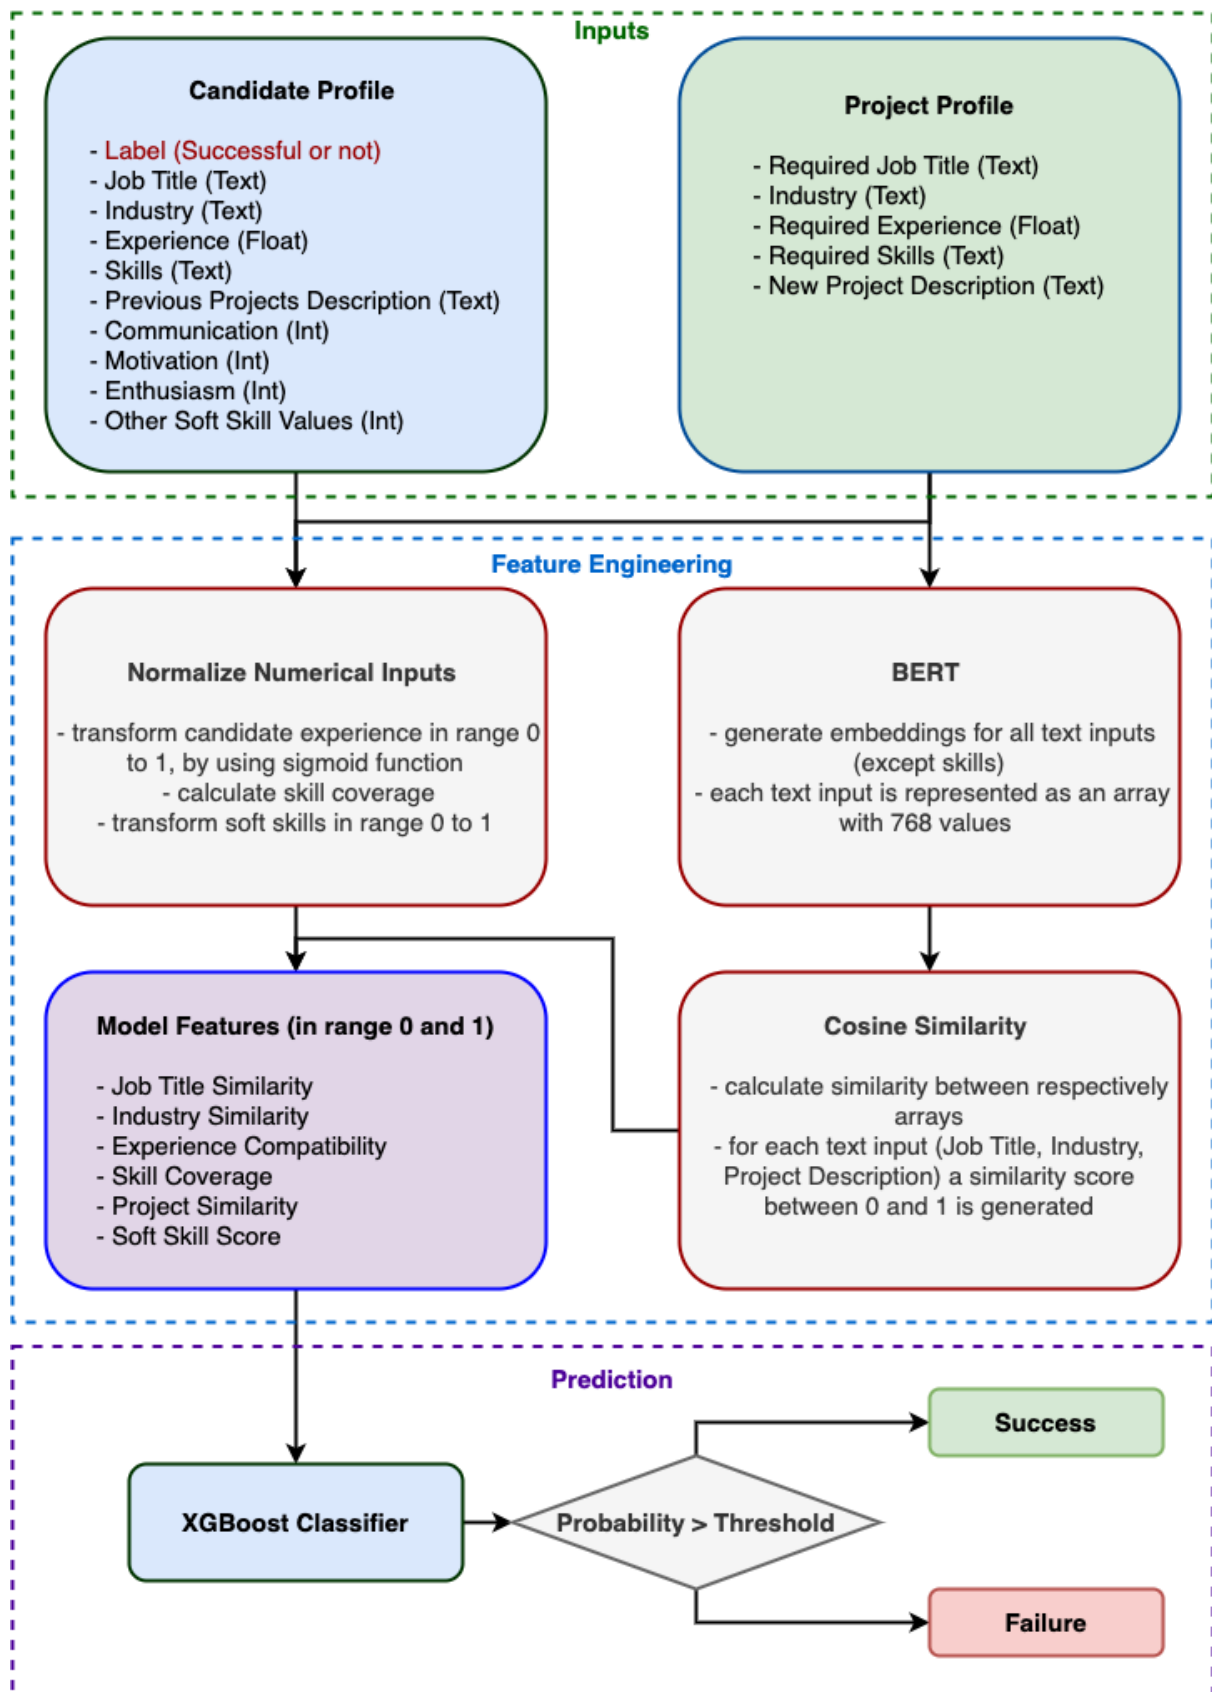 Inputs
Candidate Profile
- Label (Successful or not)
- Job Title (Text)
- Industry (Text)
- Experience (Float)
- Skills (Text)
- Previous Projects Description (Text)
- Communication (Int)
- Motivation (Int)
- Enthusiasm (Int)
- Other Soft Skill Values (Int)
Project Profile
- Required Job Title (Text)
- Industry (Text)
- Required Experience (Float)
- Required Skills (Text)
- New Project Description (Text)
Feature Engineering
Normalize Numerical Inputs
- transform candidate experience in range 0
to 1, by using sigmoid function
- calculate skill coverage
- transform soft skills in range 0 to 1
BERT
- generate embeddings for all text inputs
(except skills)
- each text input is represented as an array
with 768 values
Model Features (in range 0 and 1)
- Job Title Similarity
- Industry Similarity
- Experience Compatibility
- Skill Coverage
- Project Similarity
- Soft Skill Score
Cosine Similarity
- calculate similarity between respectively
arrays
- for each text input (Job Title, Industry,
Project Description) a similarity score
between 0 and 1 is generated
Prediction
XGBoost Classifier
Probability > Threshold
Success
Failure